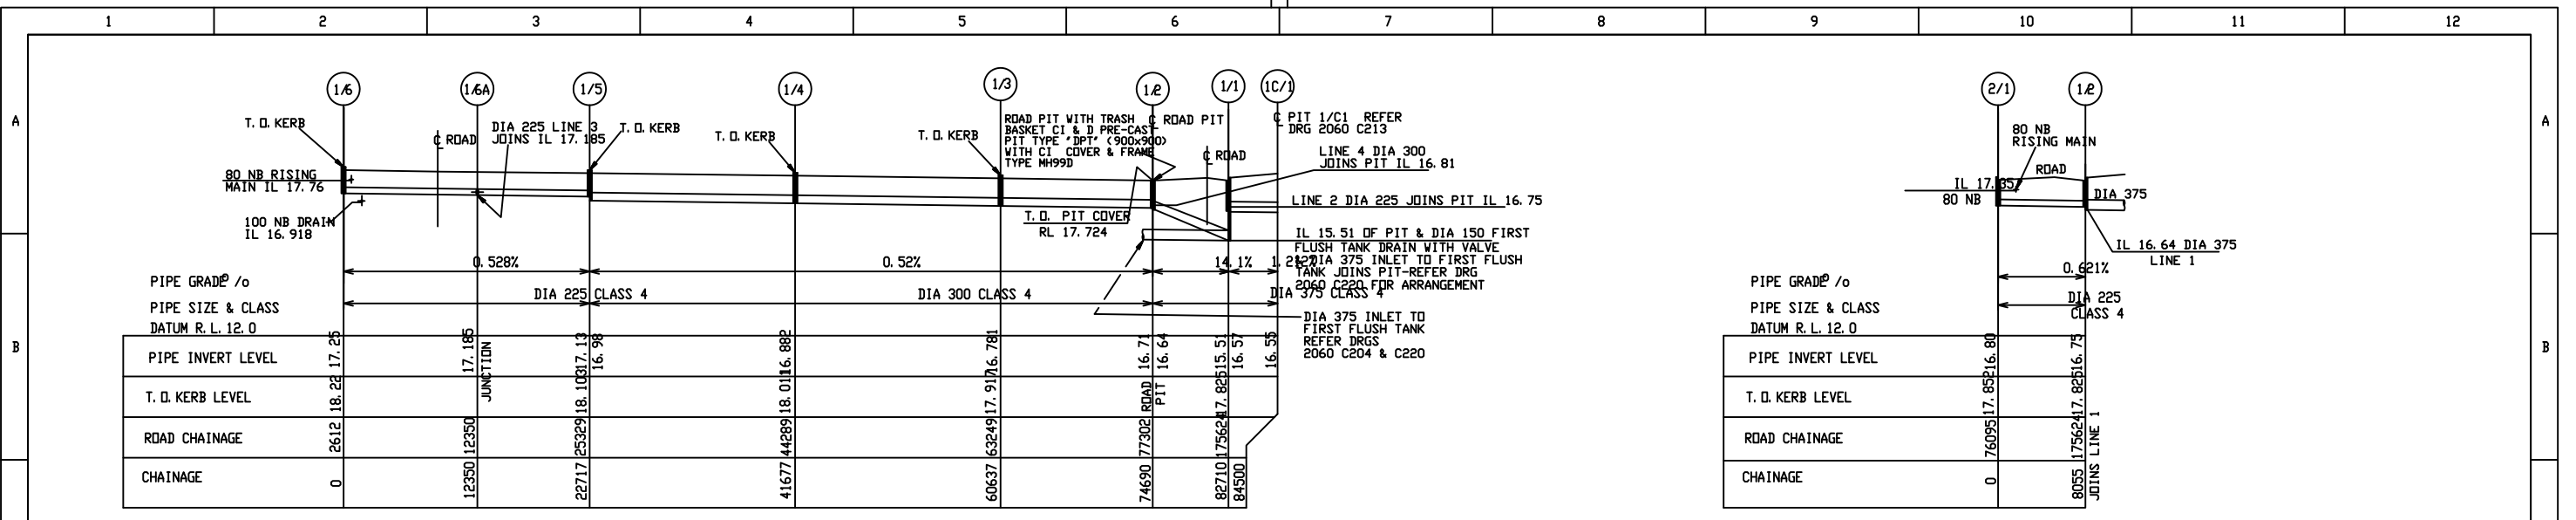 1 2 3 4 5 6 7 8 9 10 11 12
A
A
B
B
1/6
1/6A
1/5
1/4
1/3
1/2
1/1
1C/1
2/1
1/2
T. O. KERB
℄ ROAD
DIA 225 LINE 3
JOINS IL 17.185
T. O. KERB
T. O. KERB
T. O. KERB
ROAD PIT WITH TRASH
BASKET CI & D PRE-CAST
PIT TYPE "DPT" (900x900)
WITH CI COVER & FRAME
TYPE MH99D
℄ ROAD PIT
℄ ROAD
℄ PIT 1/C1 REFER
DRG 2060 C213
LINE 4 DIA 300
JOINS PIT IL 16.81
80 NB RISING
MAIN IL 17.76
100 NB DRAIN
IL 16.918
T. O. PIT COVER
RL 17.724
LINE 2 DIA 225 JOINS PIT IL 16.75
IL 15.51 OF PIT & DIA 150 FIRST
FLUSH TANK DRAIN WITH VALVE
& DIA 375 INLET TO FIRST FLUSH
TANK JOINS PIT-REFER DRG
2060 C220 FOR ARRANGEMENT
DIA 375 INLET TO
FIRST FLUSH TANK
REFER DRGS
2060 C204 & C220
PIPE GRADE o/o 0.528% 0.52% 14.1%
PIPE SIZE & CLASS DIA 225 CLASS 4 DIA 300 CLASS 4 DIA 375 CLASS 4
DATUM R. L. 12.0
PIPE INVERT LEVEL 17.25 17.185 17.13 16.98 16.882 16.781 16.71 16.64 15.51 16.57 16.55
JUNCTION
T. O. KERB LEVEL 18.22 18.103 18.011 17.917 ROAD PIT 17.825
ROAD CHAINAGE 2612 12350 25329 44289 63249 77302 175624
CHAINAGE 0 12350 22717 41677 60637 74690 82710 84500
80 NB
RISING MAIN
ROAD
IL 17.35
80 NB
DIA 375
IL 16.64 DIA 375
LINE 1
PIPE GRADE o/o 0.621%
PIPE SIZE & CLASS DIA 225
CLASS 4
DATUM R. L. 12.0
PIPE INVERT LEVEL 16.80 16.75
T. O. KERB LEVEL 17.852 17.825
ROAD CHAINAGE 76095 175624
CHAINAGE 0 8055
JOINS LINE 1